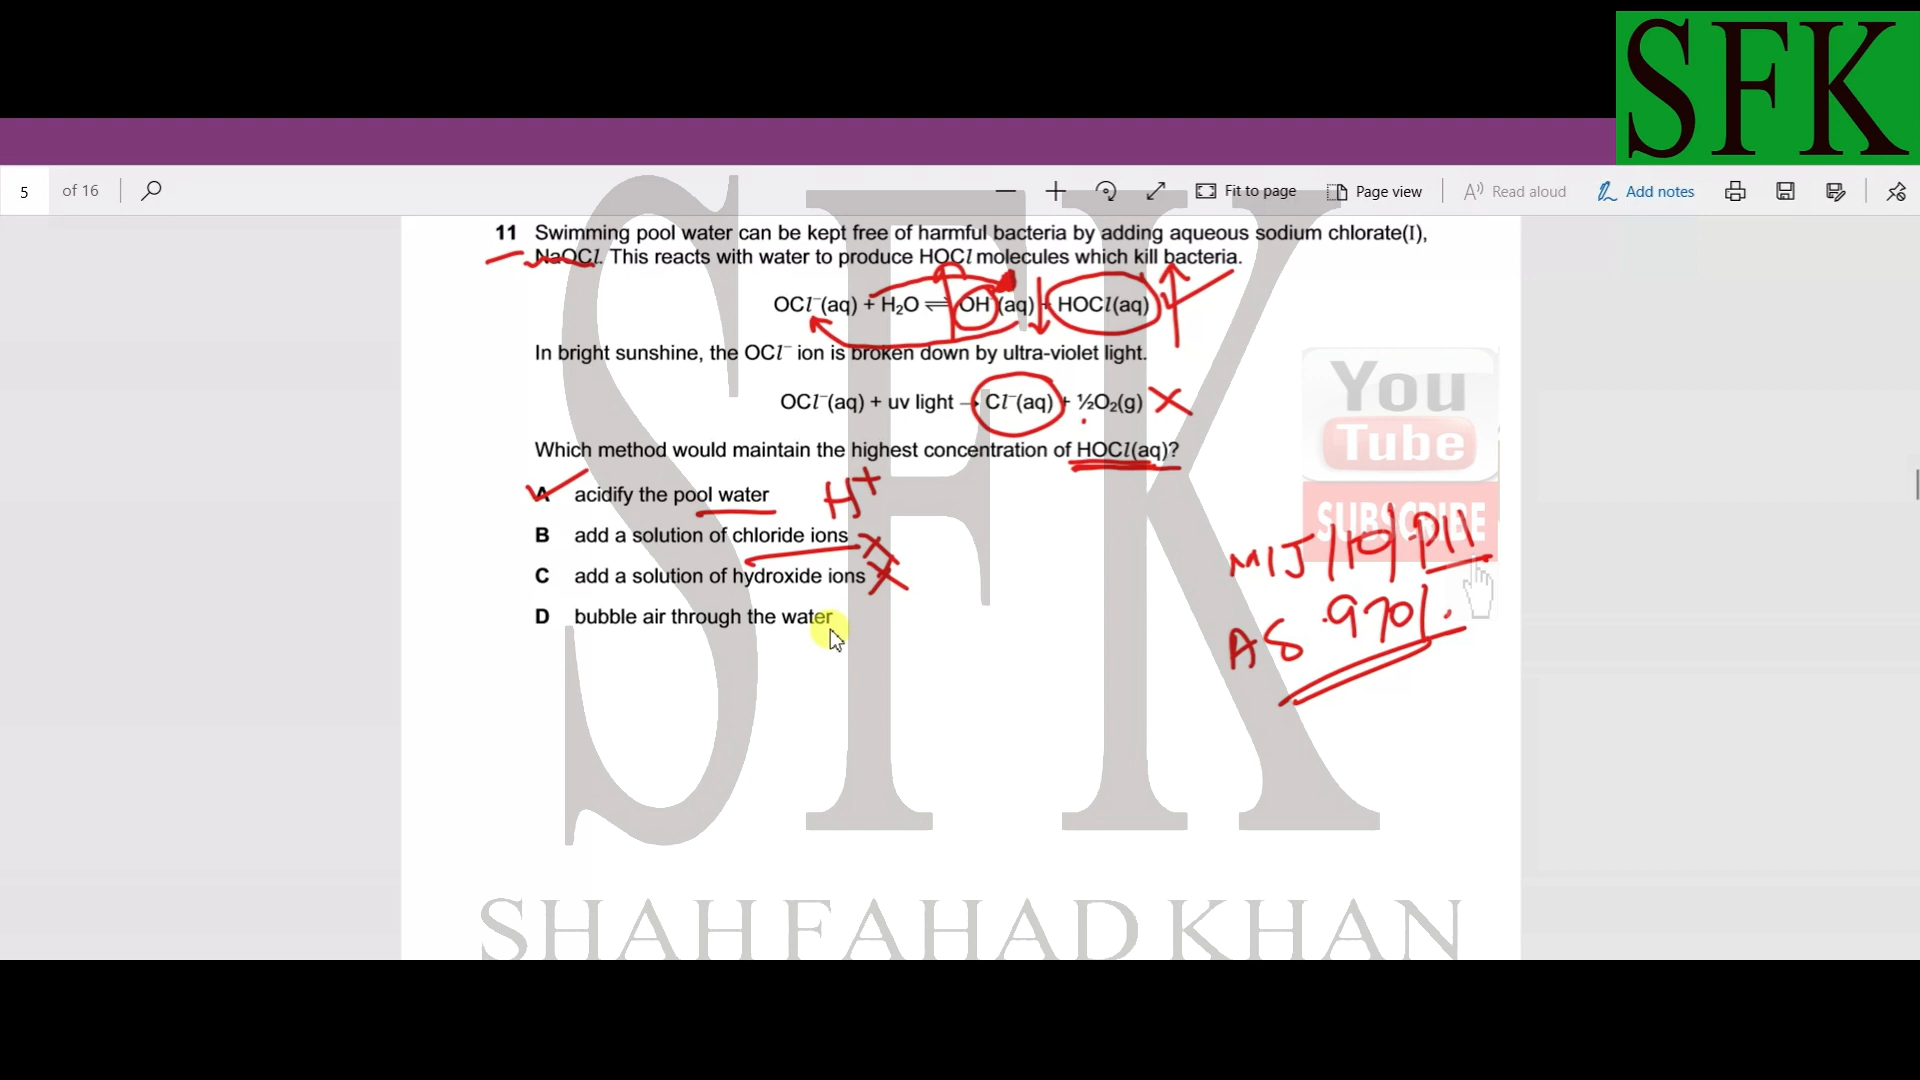 SFK
5 of 16
Fit to page
Page view
Read aloud
Add notes
11 Swimming pool water can be kept free of harmful bacteria by adding aqueous sodium chlorate(I),
NaOCl. This reacts with water to produce HOCl molecules which kill bacteria.
OCl⁻(aq) + H₂O ⇌ OH⁻(aq) + HOCl(aq)
In bright sunshine, the OCl⁻ ion is broken down by ultra-violet light.
OCl⁻(aq) + uv light → Cl⁻(aq) + ½O₂(g)
Which method would maintain the highest concentration of HOCl(aq)?
A acidify the pool water
H⁺
B add a solution of chloride ions
C add a solution of hydroxide ions
D bubble air through the water
You
Tube
SUBSCRIBE
M/J/10/P11
AS 9701.
SFK
SHAH FAHAD KHAN